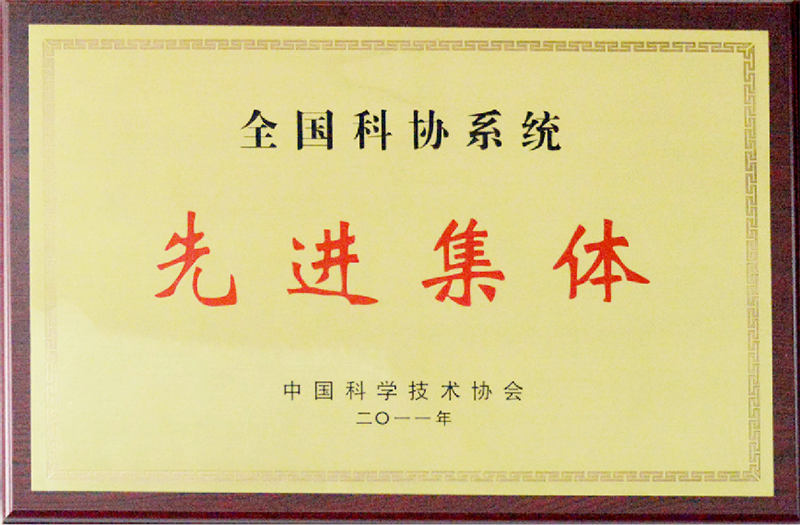 全国科协系统
先进集体
中国科学技术协会
二〇一一年